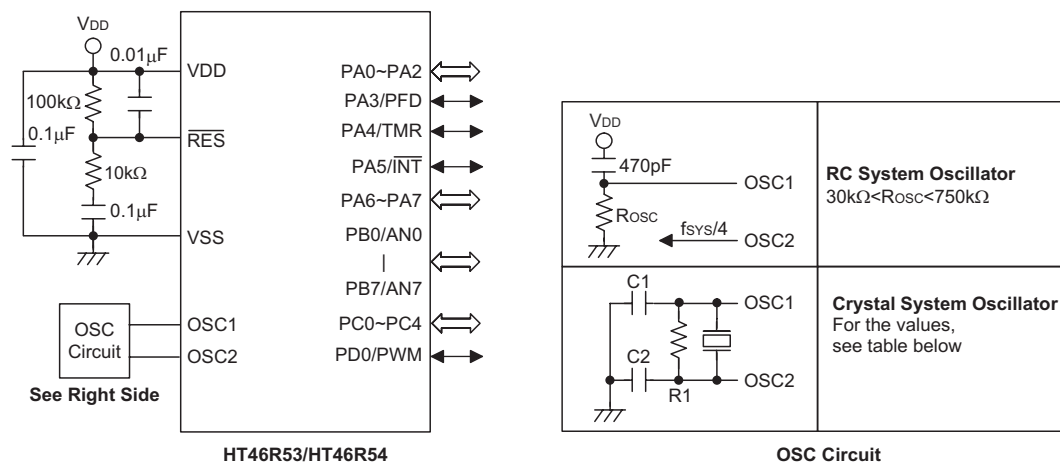 VDD
0.01μF
100kΩ
0.1μF
10kΩ
0.1μF
VDD
RES
VSS
OSC1
OSC2
OSC
Circuit
See Right Side
PA0~PA2
PA3/PFD
PA4/TMR
PA5/INT
PA6~PA7
PB0/AN0
|
PB7/AN7
PC0~PC4
PD0/PWM
HT46R53/HT46R54
VDD
470pF
OSC1
ROSC
fSYS/4
OSC2
RC System Oscillator
30kΩ<ROSC<750kΩ
C1
OSC1
C2
R1
OSC2
Crystal System Oscillator
For the values,
see table below
OSC Circuit